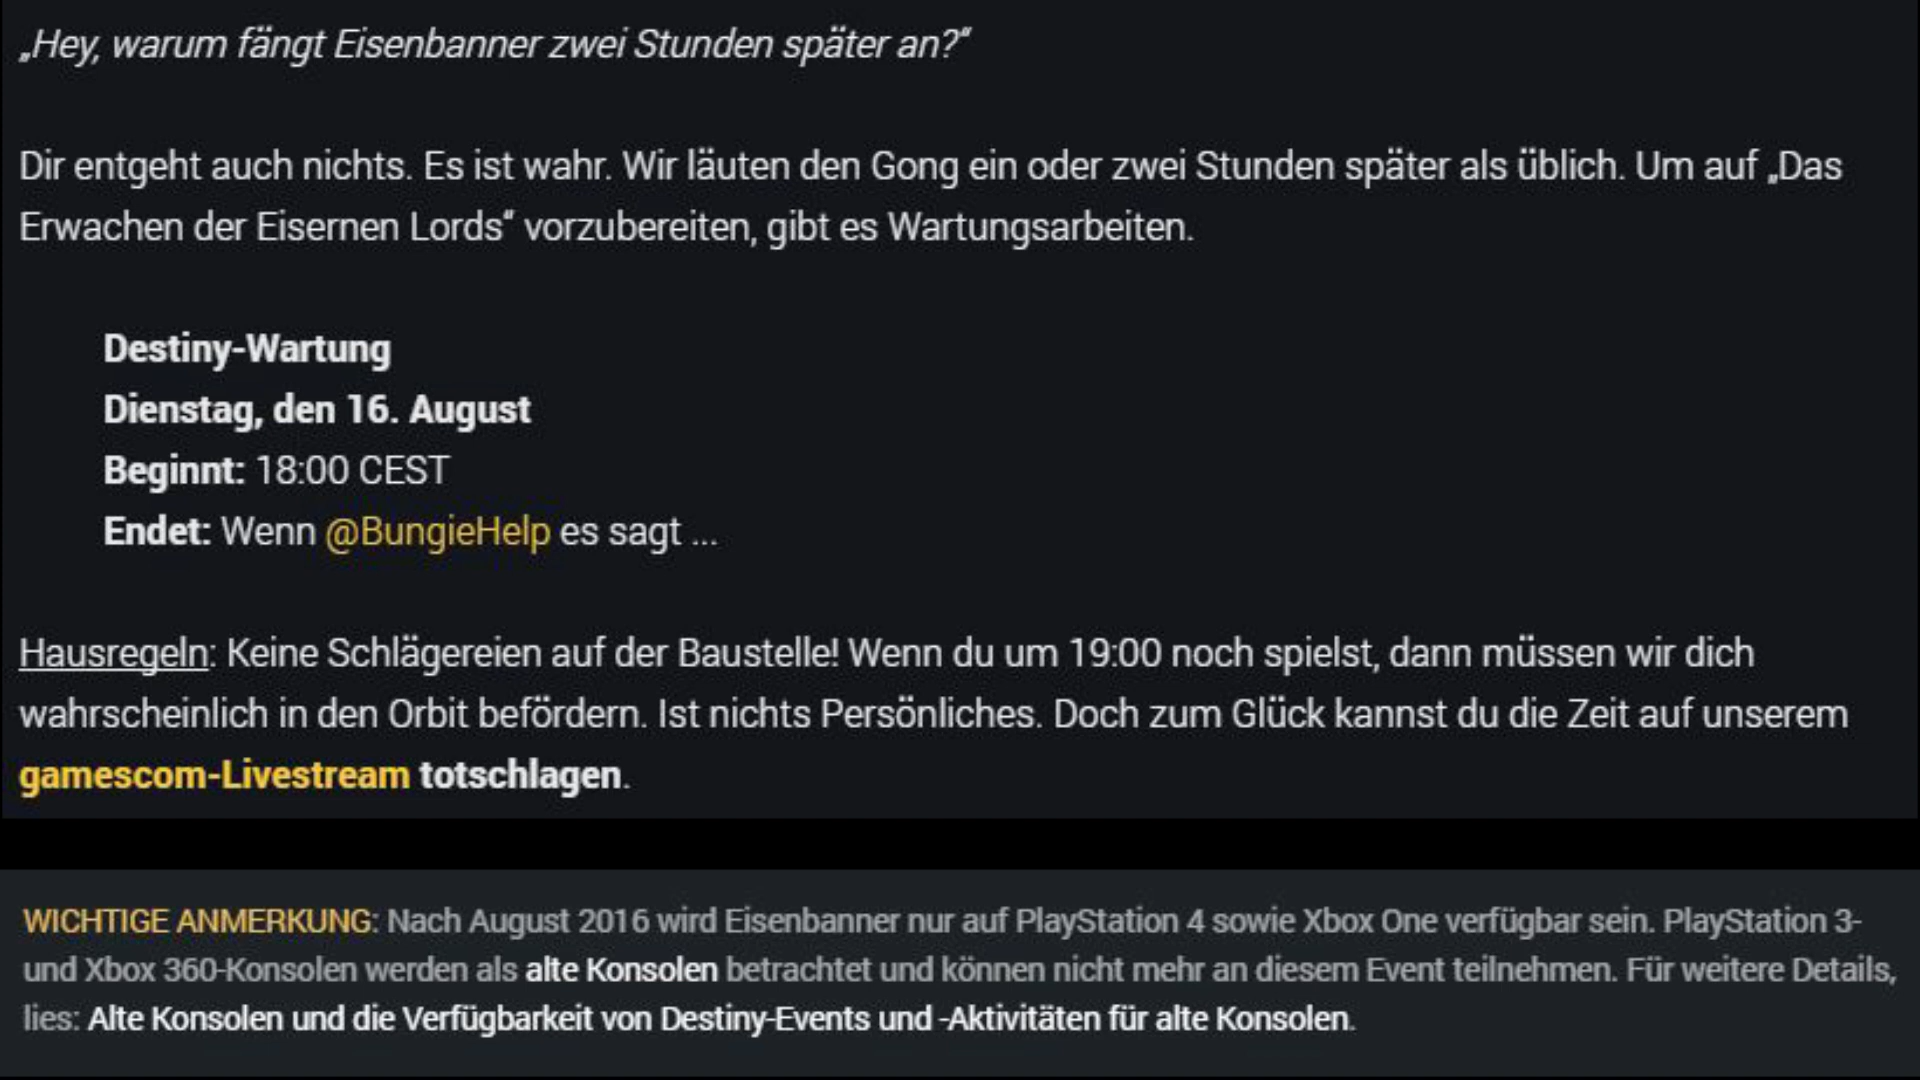 „Hey, warum fängt Eisenbanner zwei Stunden später an?“
Dir entgeht auch nichts. Es ist wahr. Wir läuten den Gong ein oder zwei Stunden später als üblich. Um auf „Das
Erwachen der Eisernen Lords“ vorzubereiten, gibt es Wartungsarbeiten.
Destiny-Wartung
Dienstag, den 16. August
Beginnt: 18:00 CEST
Endet: Wenn @BungieHelp es sagt ...
Hausregeln: Keine Schlägereien auf der Baustelle! Wenn du um 19:00 noch spielst, dann müssen wir dich
wahrscheinlich in den Orbit befördern. Ist nichts Persönliches. Doch zum Glück kannst du die Zeit auf unserem
gamescom-Livestream totschlagen.
WICHTIGE ANMERKUNG: Nach August 2016 wird Eisenbanner nur auf PlayStation 4 sowie Xbox One verfügbar sein. PlayStation 3-
und Xbox 360-Konsolen werden als alte Konsolen betrachtet und können nicht mehr an diesem Event teilnehmen. Für weitere Details,
lies: Alte Konsolen und die Verfügbarkeit von Destiny-Events und -Aktivitäten für alte Konsolen.